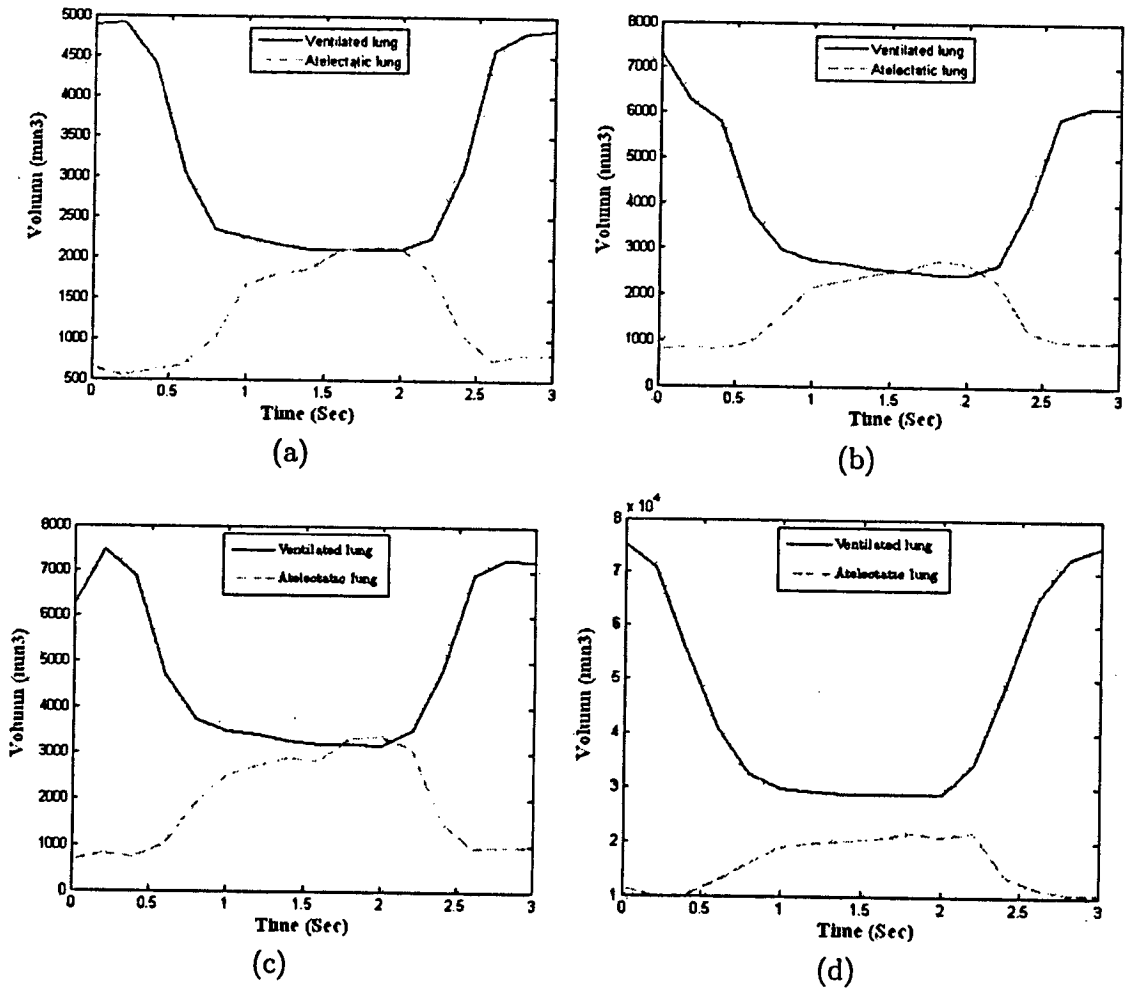 5000
4500
4000
3500
3000
2500
2000
1500
1000
500
Volumn (mm3)
Ventilated lung
Atelectatic lung
0 0.5 1 1.5 2 2.5 3
Time (Sec)
(a)
8000
7000
6000
5000
4000
3000
2000
1000
0
Volumn (mm3)
Ventilated lung
Atelectatic lung
0 0.5 1 1.5 2 2.5 3
Time (Sec)
(b)
8000
7000
6000
5000
4000
3000
2000
1000
0
Volumn (mm3)
Ventilated lung
Atelectatic lung
0 0.5 1 1.5 2 2.5 3
Time (Sec)
(c)
x 10^4
8
7
6
5
4
3
2
1
Volumn (mm3)
Ventilated lung
Atelectatic lung
0 0.5 1 1.5 2 2.5 3
Time (Sec)
(d)